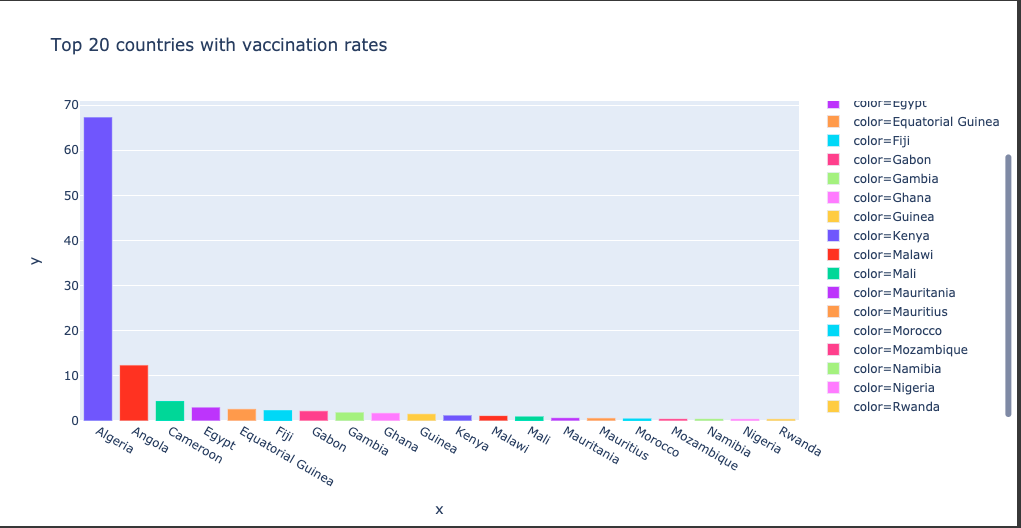 Top 20 countries with vaccination rates
70
60
50
40
30
20
10
0
y
Algeria
Angola
Cameroon
Egypt
Equatorial Guinea
Fiji
Gabon
Gambia
Ghana
Guinea
Kenya
Malawi
Mali
Mauritania
Mauritius
Morocco
Mozambique
Namibia
Nigeria
Rwanda
x
color=Egypt
color=Equatorial Guinea
color=Fiji
color=Gabon
color=Gambia
color=Ghana
color=Guinea
color=Kenya
color=Malawi
color=Mali
color=Mauritania
color=Mauritius
color=Morocco
color=Mozambique
color=Namibia
color=Nigeria
color=Rwanda